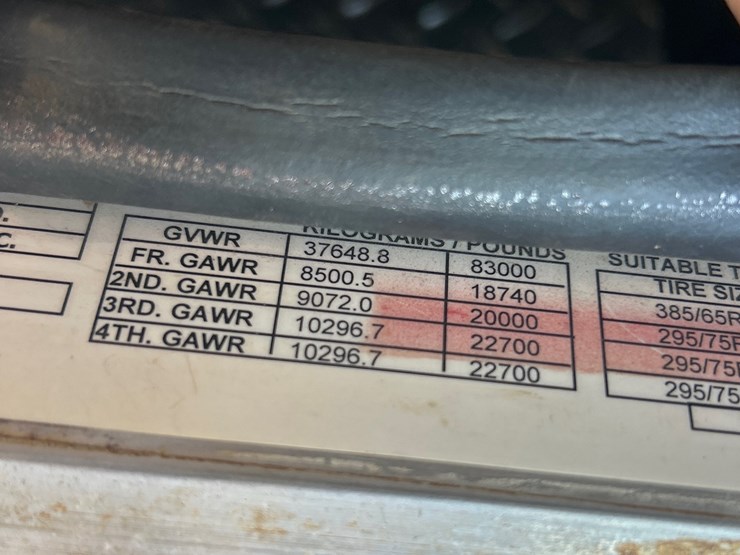 KILOGRAMS / POUNDS
GVWR 37648.8 83000
FR. GAWR 8500.5 18740
2ND. GAWR 9072.0 20000
3RD. GAWR 10296.7 22700
4TH. GAWR 10296.7 22700
SUITABLE T
TIRE SIZ
385/65R
295/75R
295/75
295/75
C.